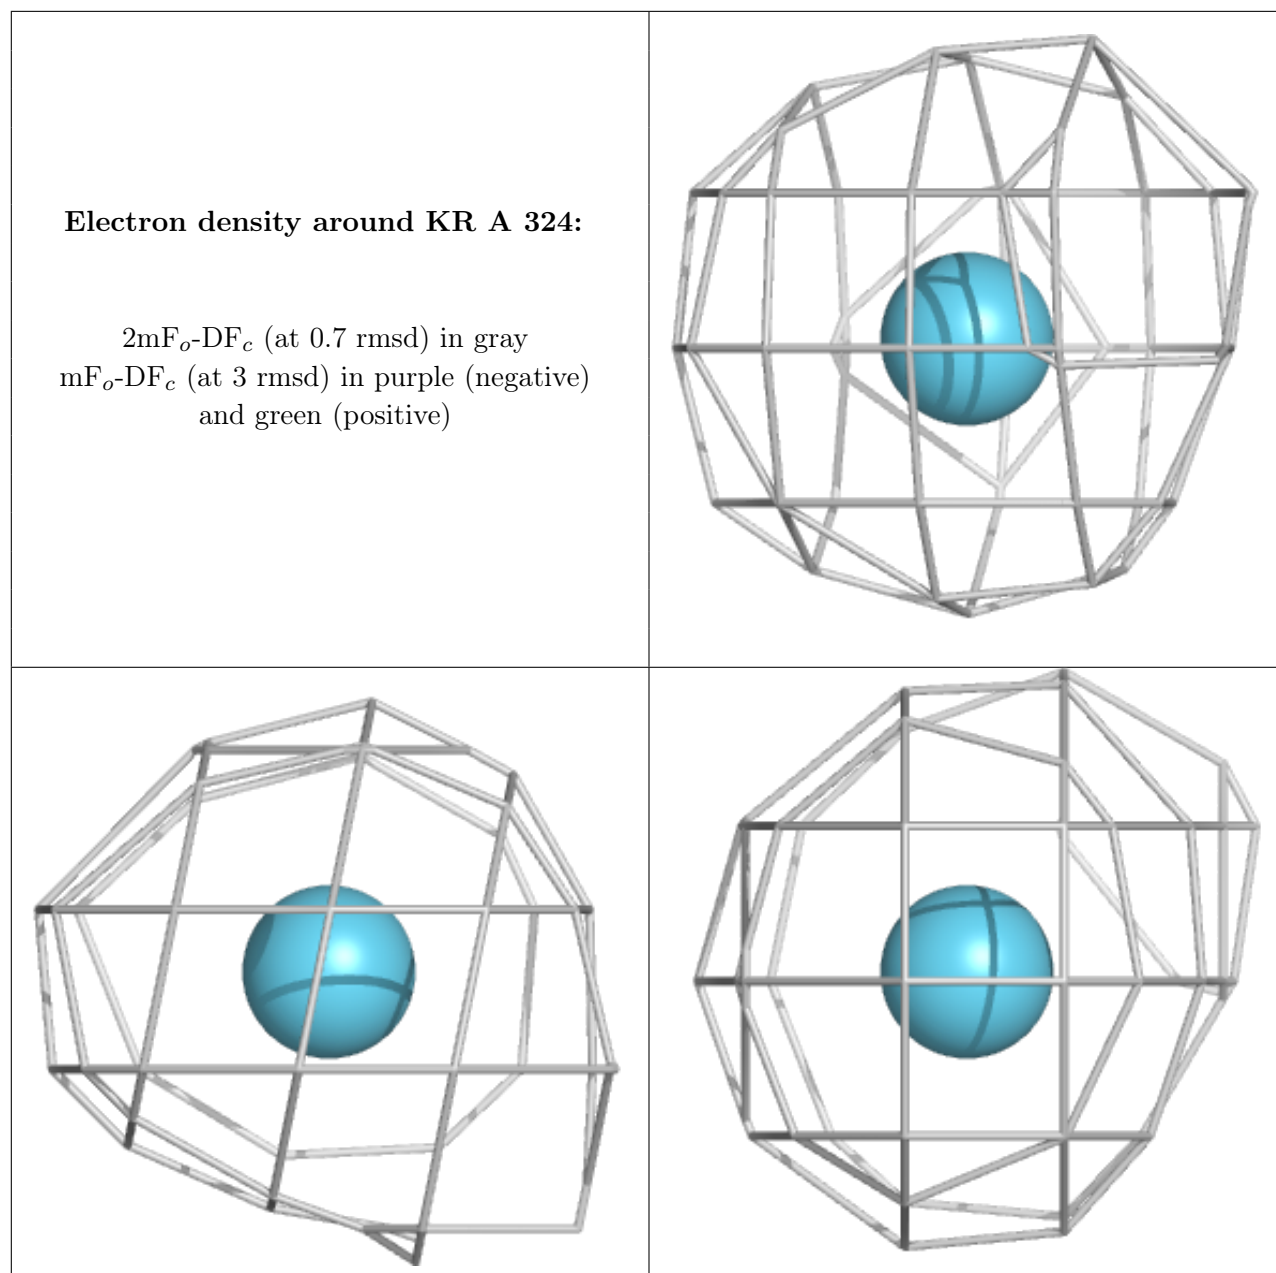 Electron density around KR A 324:
2mFo-DFc (at 0.7 rmsd) in gray
mFo-DFc (at 3 rmsd) in purple (negative)
and green (positive)